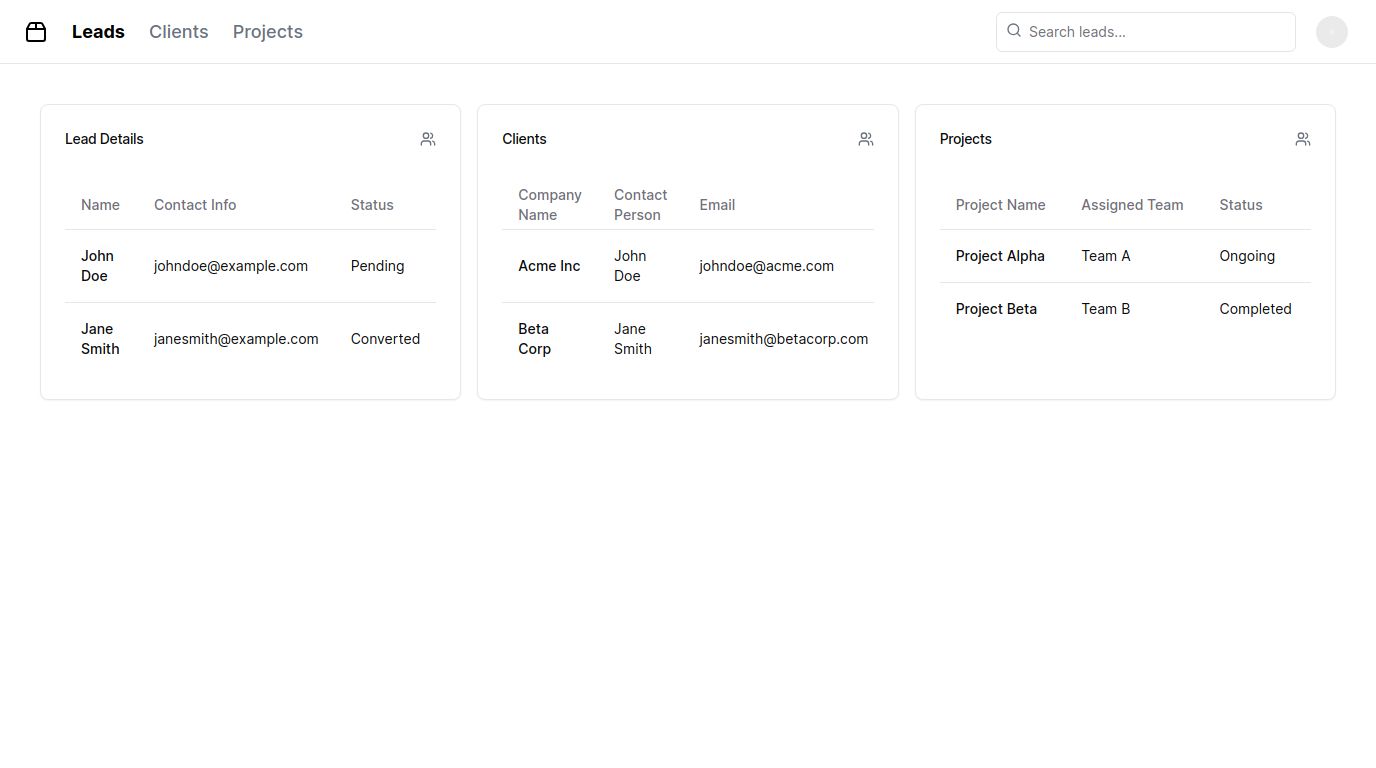 Leads Clients Projects
Search leads...
Lead Details
Name Contact Info Status
John Doe johndoe@example.com Pending
Jane Smith janesmith@example.com Converted
Clients
Company Name Contact Person Email
Acme Inc John Doe johndoe@acme.com
Beta Corp Jane Smith janesmith@betacorp.com
Projects
Project Name Assigned Team Status
Project Alpha Team A Ongoing
Project Beta Team B Completed